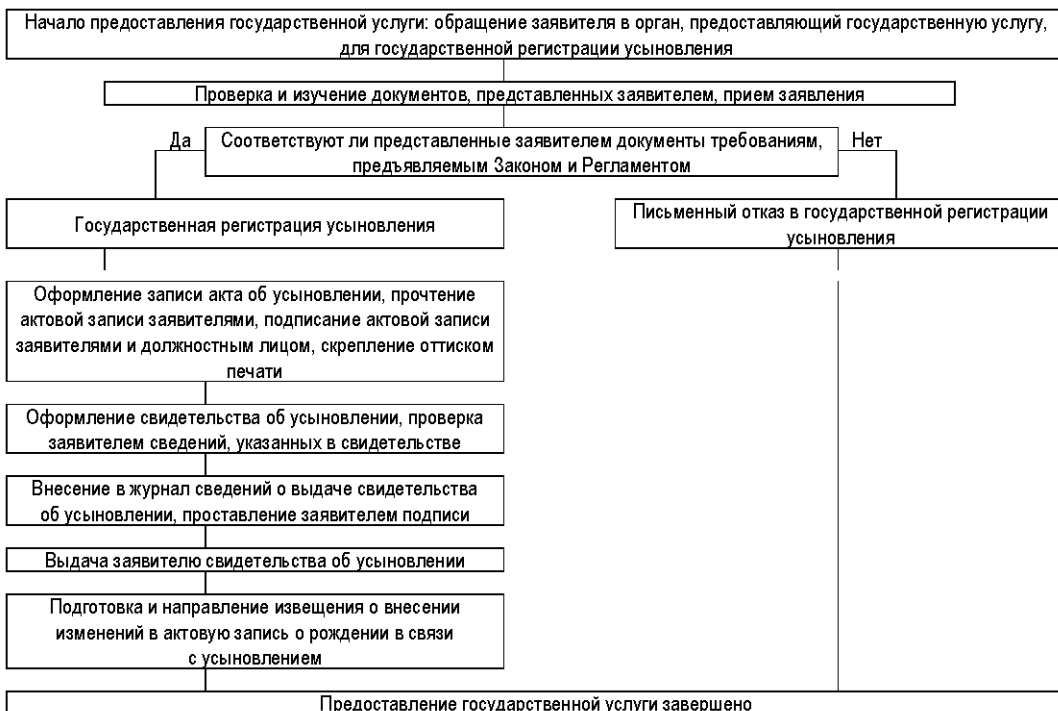 Начало предоставления государственной услуги: обращение заявителя в орган, предоставляющий государственную услугу,
для государственной регистрации усыновления
Проверка и изучение документов, представленных заявителем, прием заявления
Да
Соответствуют ли представленные заявителем документы требованиям,
предъявляемым Законом и Регламентом
Нет
Государственная регистрация усыновления
Письменный отказ в государственной регистрации
усыновления
Оформление записи акта об усыновлении, прочтение
актовой записи заявителями, подписание актовой записи
заявителями и должностным лицом, скрепление оттиском
печати
Оформление свидетельства об усыновлении, проверка
заявителем сведений, указанных в свидетельстве
Внесение в журнал сведений о выдаче свидетельства
об усыновлении, проставление заявителем подписи
Выдача заявителю свидетельства об усыновлении
Подготовка и направление извещения о внесении
изменений в актовую запись о рождении в связи
с усыновлением
Предоставление государственной услуги завершено